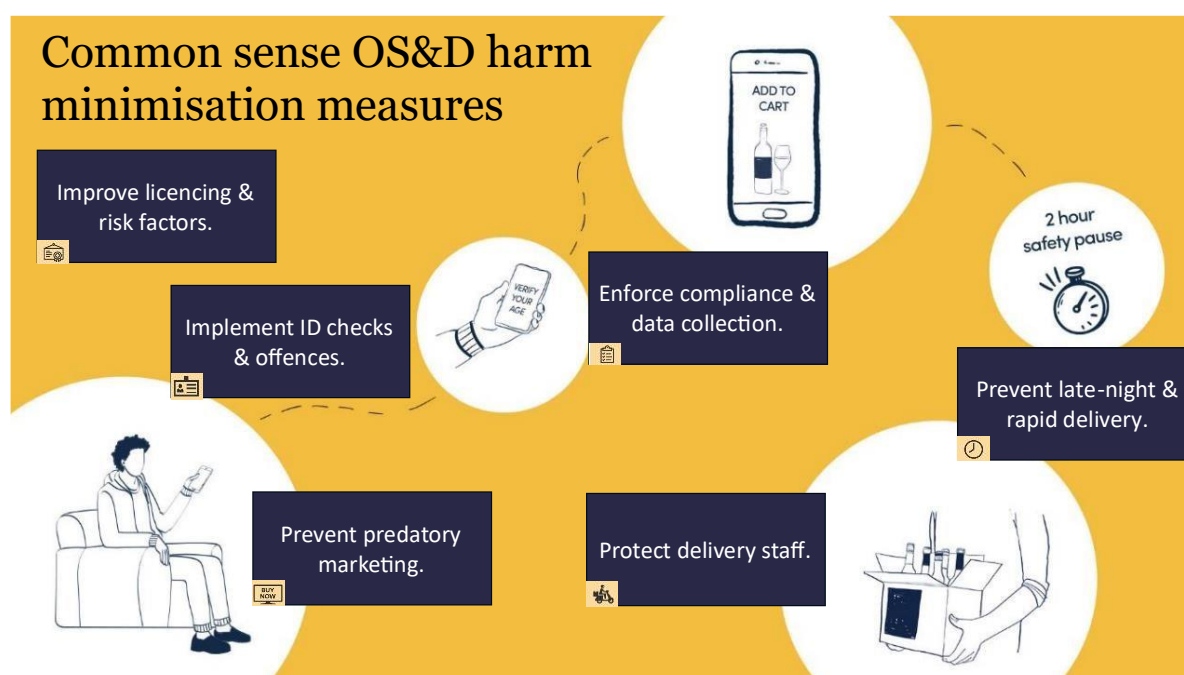 Common sense OS&D harm
minimisation measures
Improve licencing &
risk factors.
Implement ID checks
& offences.
VERIFY
YOUR
AGE
ADD TO
CART
Enforce compliance &
data collection.
2 hour
safety pause
Prevent late-night &
rapid delivery.
Prevent predatory
marketing.
BUY
NOW
Protect delivery staff.